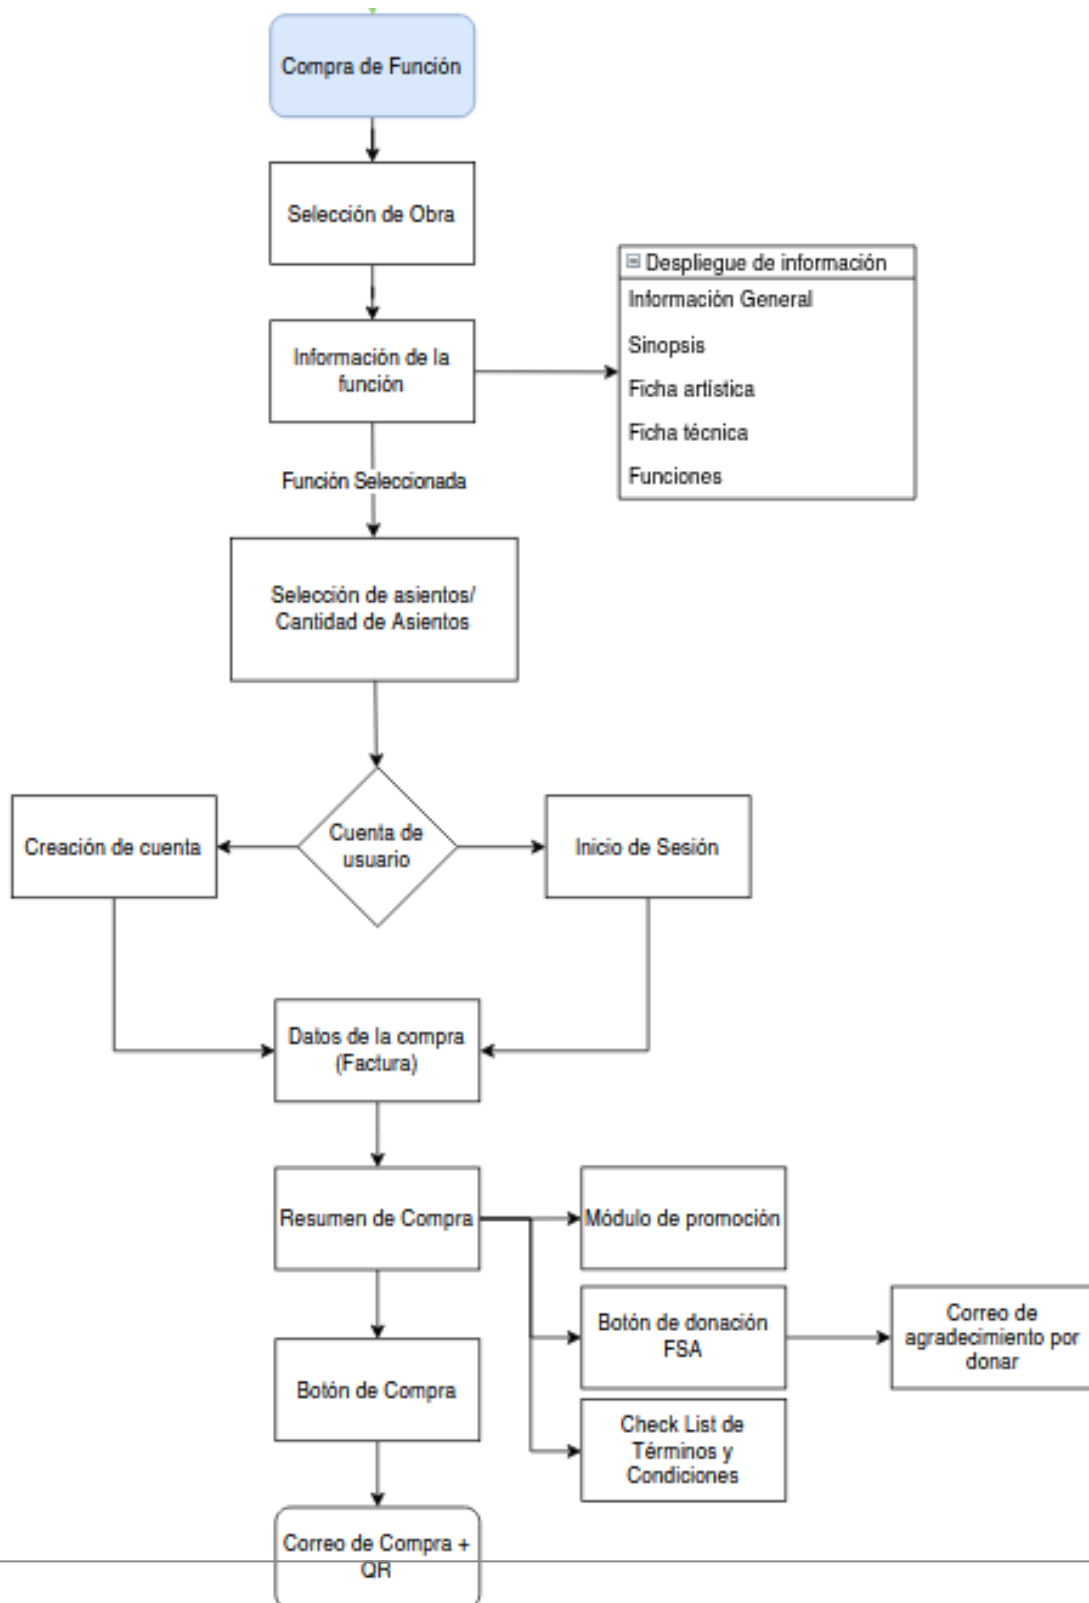 Compra de Función
Selección de Obra
Información de la
función
Despliegue de información
Información General
Sinopsis
Ficha artística
Ficha técnica
Funciones
Función Seleccionada
Selección de asientos/
Cantidad de Asientos
Cuenta de
usuario
Creación de cuenta
Inicio de Sesión
Datos de la compra
(Factura)
Resumen de Compra
Módulo de promoción
Botón de donación
FSA
Correo de
agradecimiento por
donar
Botón de Compra
Check List de
Términos y
Condiciones
Correo de Compra +
QR